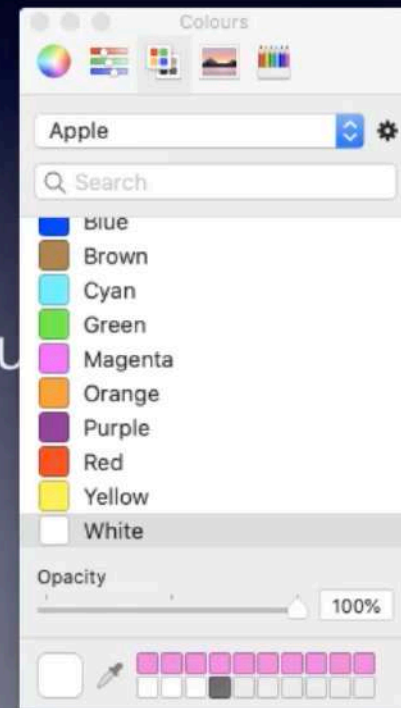 Colours
Apple
Search
Blue
Brown
Cyan
Green
Magenta
Orange
Purple
Red
Yellow
White
Opacity
100%